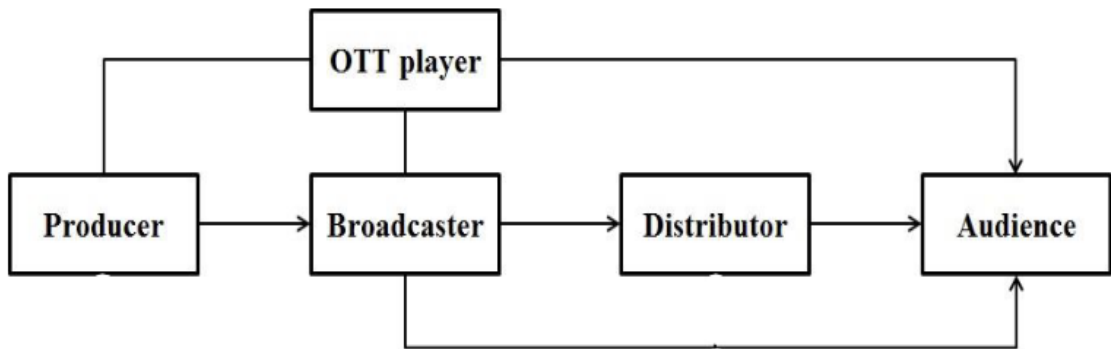 OTT player
Producer
Broadcaster
Distributor
Audience